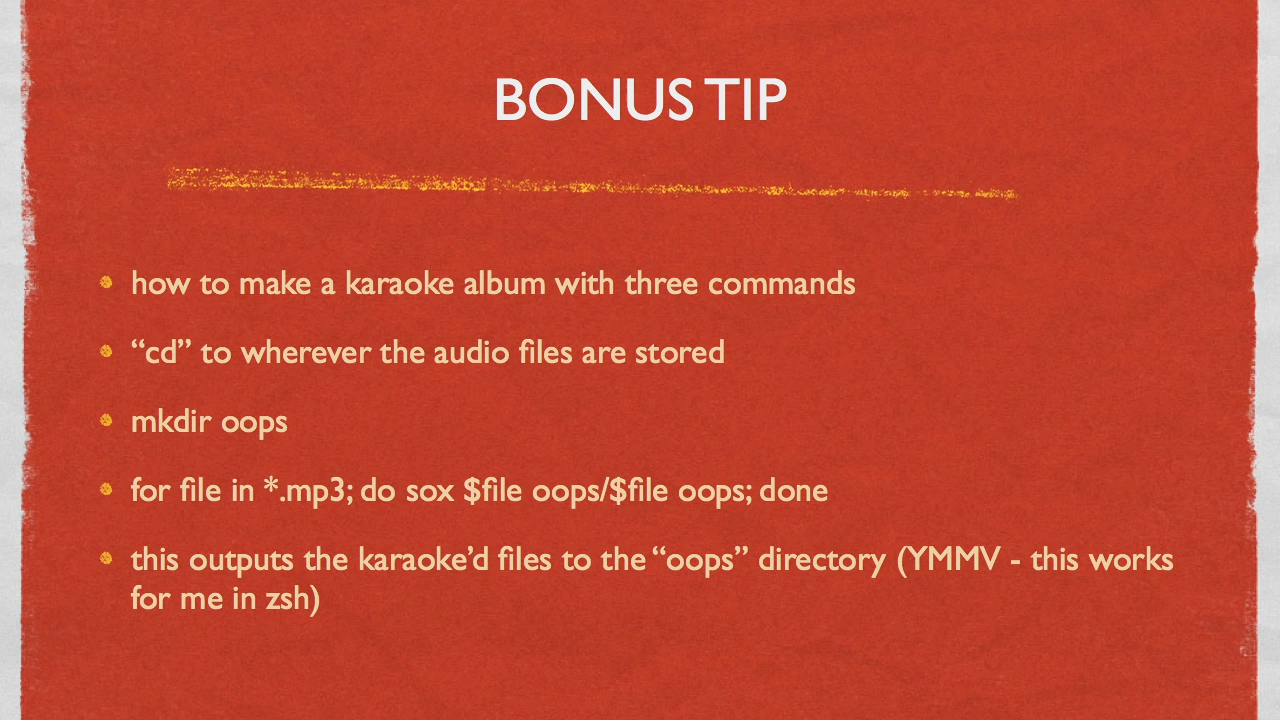 BONUS TIP
how to make a karaoke album with three commands
“cd” to wherever the audio files are stored
mkdir oops
for file in *.mp3; do sox $file oops/$file oops; done
this outputs the karaoke’d files to the “oops” directory (YMMV - this works
for me in zsh)